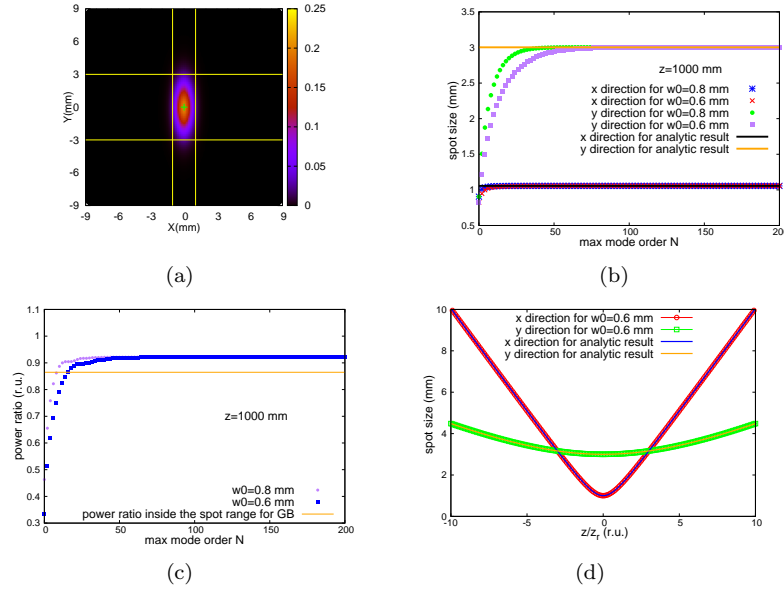 9
6
3
0
-3
-6
-9
Y(mm)
-9 -6 -3 0 3 6 9
X(mm)
0.25
0.2
0.15
0.1
0.05
0
(a)
3.5
3
2.5
2
1.5
1
0.5
spot size (mm)
z=1000 mm
x direction for w0=0.8 mm
x direction for w0=0.6 mm
y direction for w0=0.8 mm
y direction for w0=0.6 mm
x direction for analytic result
y direction for analytic result
0 50 100 150 200
max mode order N
(b)
1.1
1
0.9
0.8
0.7
0.6
0.5
0.4
0.3
power ratio (r.u.)
z=1000 mm
w0=0.8 mm
w0=0.6 mm
power ratio inside the spot range for GB
0 50 100 150 200
max mode order N
(c)
10
8
6
4
2
0
spot size (mm)
x direction for w0=0.6 mm
y direction for w0=0.6 mm
x direction for analytic result
y direction for analytic result
-10 -5 0 5 10
z/zr (r.u.)
(d)